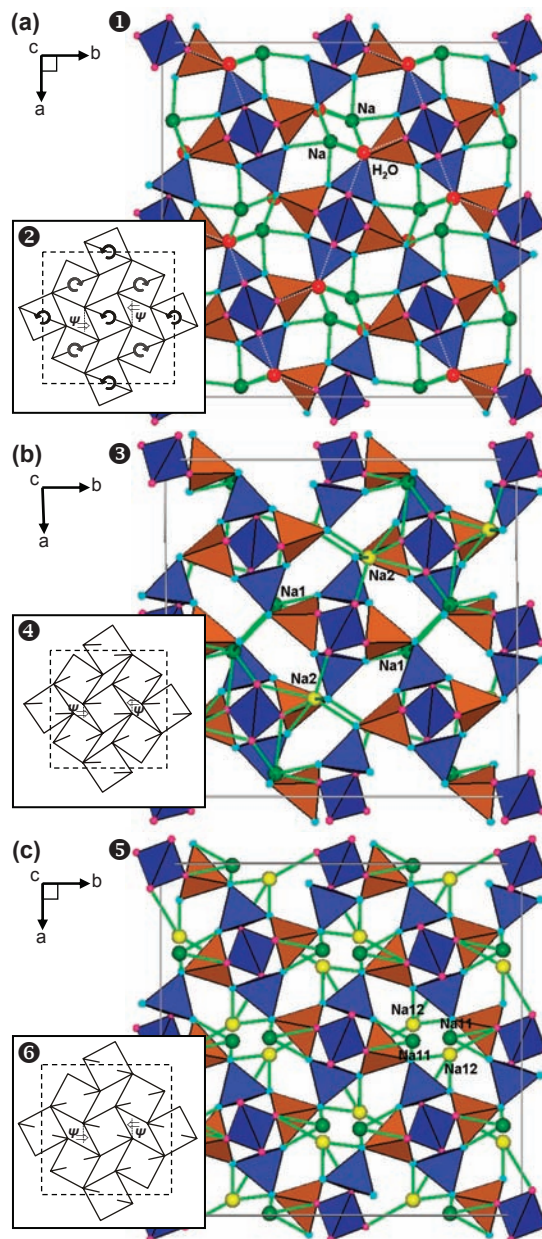 (a)
❶
c
b
a
Na
Na
H₂O
❷
ψ
ψ
(b)
❸
c
b
a
Na2
Na1
Na1
Na2
❹
ψ
ψ
(c)
❺
c
b
a
Na12
Na11
Na11
Na12
❻
ψ
ψ